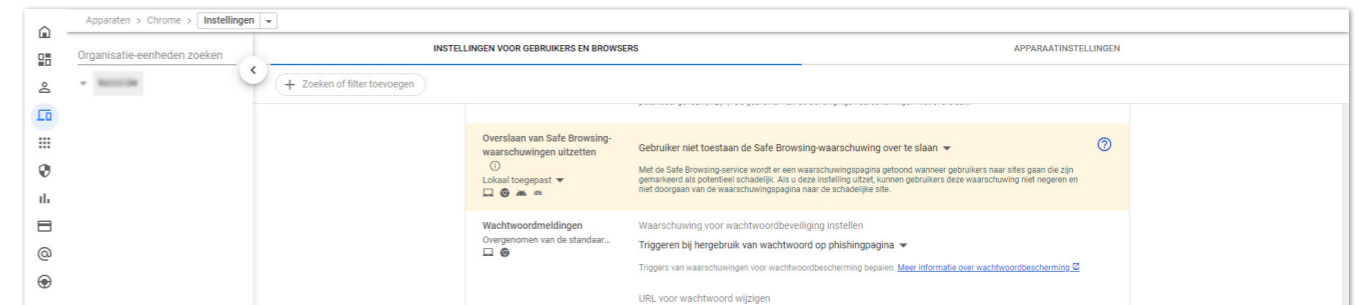 Apparaten > Chrome > Instellingen
Organisatie-eenheden zoeken
INSTELLINGEN VOOR GEBRUIKERS EN BROWSERS
APPARAATINSTELLINGEN
+ Zoeken of filter toevoegen
Overslaan van Safe Browsing-
waarschuwingen uitzetten
Lokaal toegepast
Gebruiker niet toestaan de Safe Browsing-waarschuwing over te slaan
Met de Safe Browsing-service wordt er een waarschuwingspagina getoond wanneer gebruikers naar sites gaan die zijn
gemarkeerd als potentieel schadelijk. Als u deze instelling uitzet, kunnen gebruikers deze waarschuwing niet negeren en
niet doorgaan van de waarschuwingspagina naar de schadelijke site.
Wachtwoordmeldingen
Overgenomen van de standaar...
Waarschuwing voor wachtwoordbeveiliging instellen
Triggeren bij hergebruik van wachtwoord op phishingpagina
Triggers van waarschuwingen voor wachtwoordbescherming bepalen. Meer informatie over wachtwoordbescherming
URL voor wachtwoord wijzigen